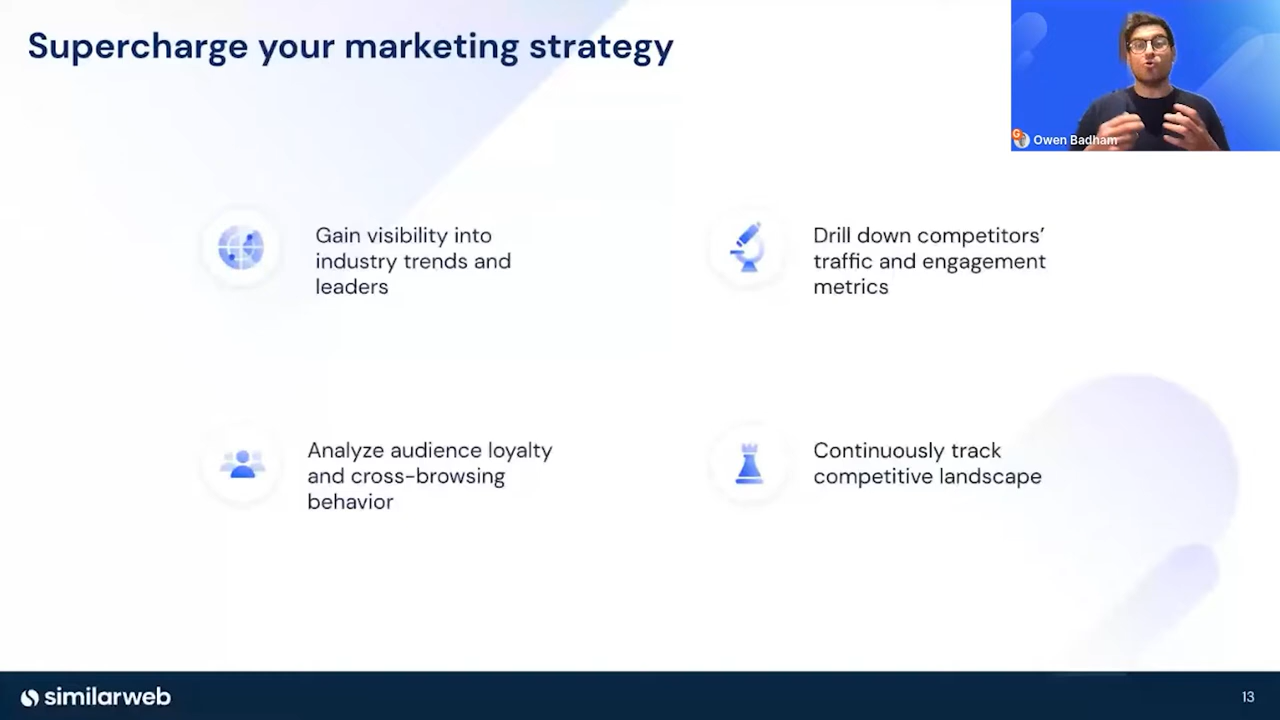 Supercharge your marketing strategy
G
Owen Badham
Gain visibility into
industry trends and
leaders
Drill down competitors’
traffic and engagement
metrics
Analyze audience loyalty
and cross-browsing
behavior
Continuously track
competitive landscape
similarweb
13